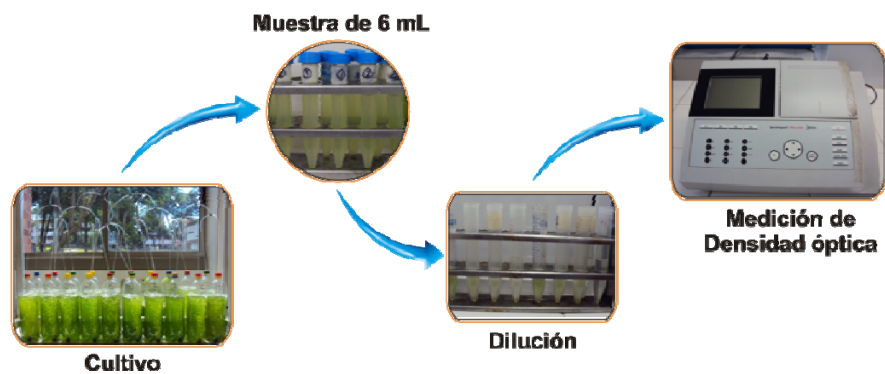 Muestra de 6 mL
Cultivo
Dilución
Medición de
Densidad óptica